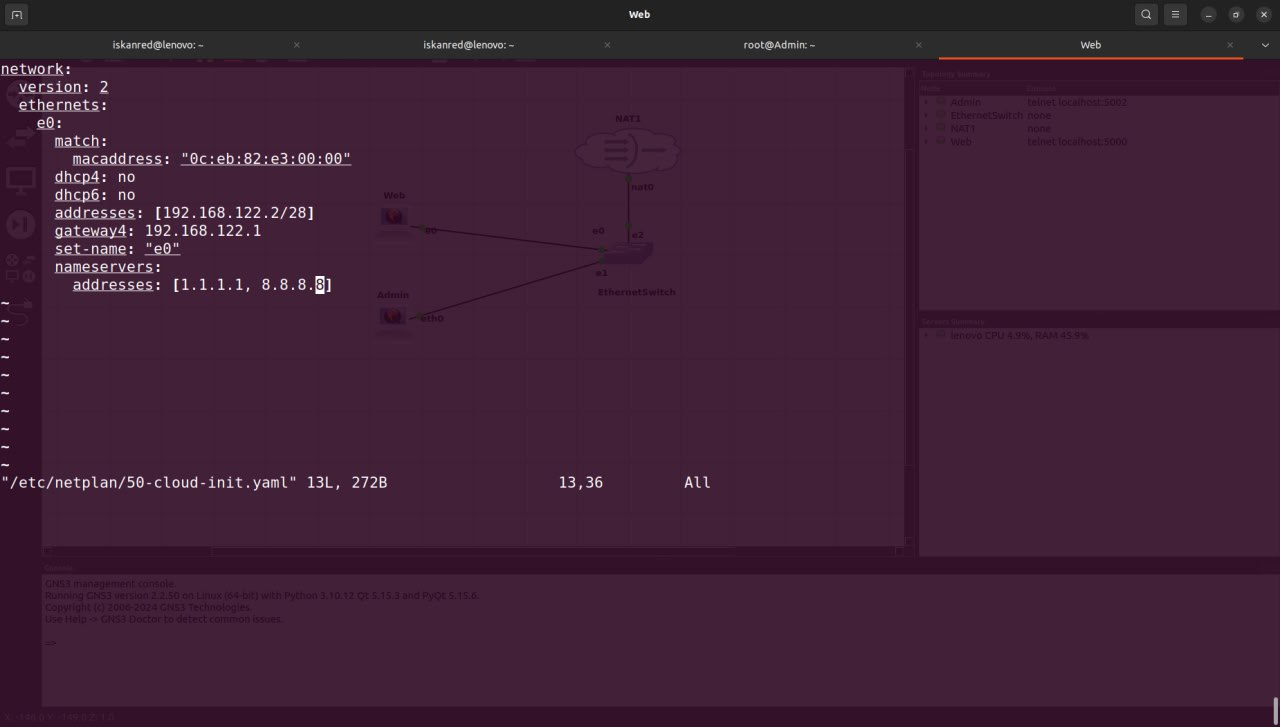 Web
iskanred@lenovo: ~
iskanred@lenovo: ~
root@Admin: ~
Web
network:
  version: 2
  ethernets:
    e0:
      match:
        macaddress: "0c:eb:82:e3:00:00"
      dhcp4: no
      dhcp6: no
      addresses: [192.168.122.2/28]
      gateway4: 192.168.122.1
      set-name: "e0"
      nameservers:
        addresses: [1.1.1.1, 8.8.8.8]
~
~
~
~
~
~
~
~
~
~
"/etc/netplan/50-cloud-init.yaml" 13L, 272B 13,36 All
NAT1
nat0
Web
e0
e0
e2
e1
EthernetSwitch
Admin
eth0
Topology Summary
Node Console
Admin telnet localhost:5002
EthernetSwitch none
NAT1 none
Web telnet localhost:5000
Servers Summary
lenovo CPU 4.9%, RAM 45.9%
Console
GNS3 management console.
Running GNS3 version 2.2.50 on Linux (64-bit) with Python 3.10.12 Qt 5.15.3 and PyQt 5.15.6.
Copyright (c) 2006-2024 GNS3 Technologies.
Use Help -> GNS3 Doctor to detect common issues.
=>